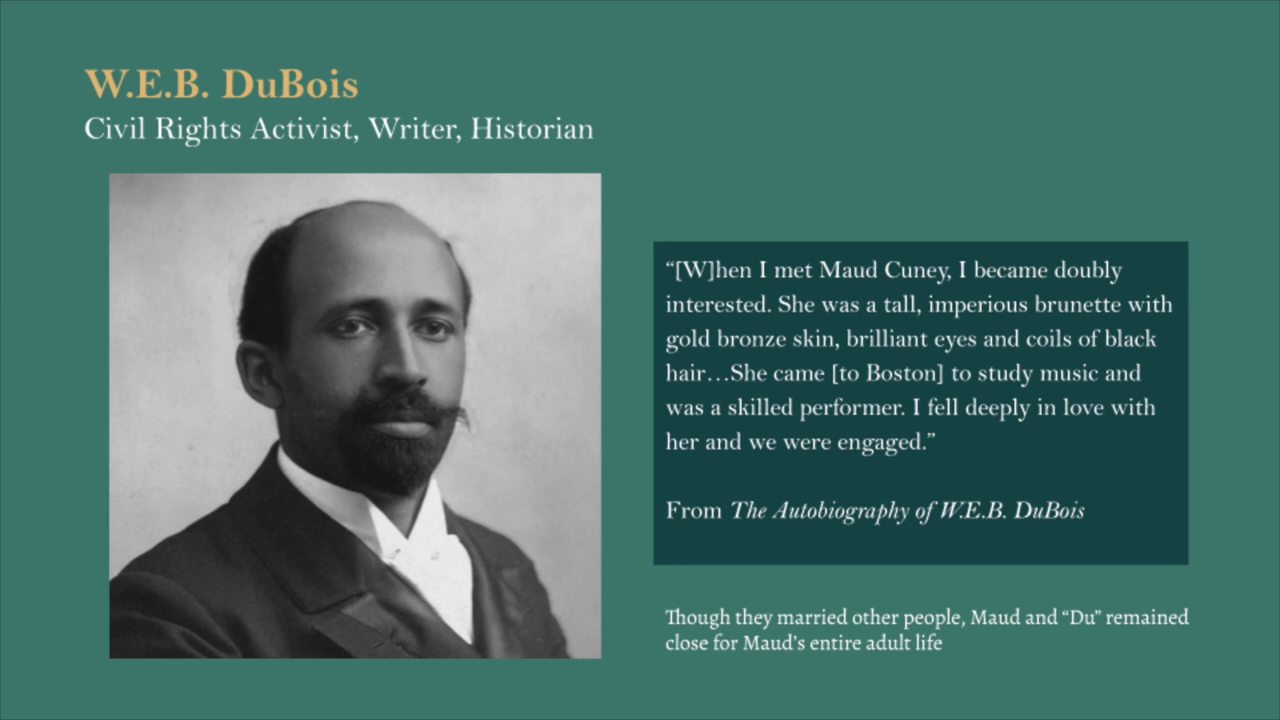 W.E.B. DuBois
Civil Rights Activist, Writer, Historian
“[W]hen I met Maud Cuney, I became doubly
interested. She was a tall, imperious brunette with
gold bronze skin, brilliant eyes and coils of black
hair…She came [to Boston] to study music and
was a skilled performer. I fell deeply in love with
her and we were engaged.”
From The Autobiography of W.E.B. DuBois
Though they married other people, Maud and “Du” remained
close for Maud’s entire adult life